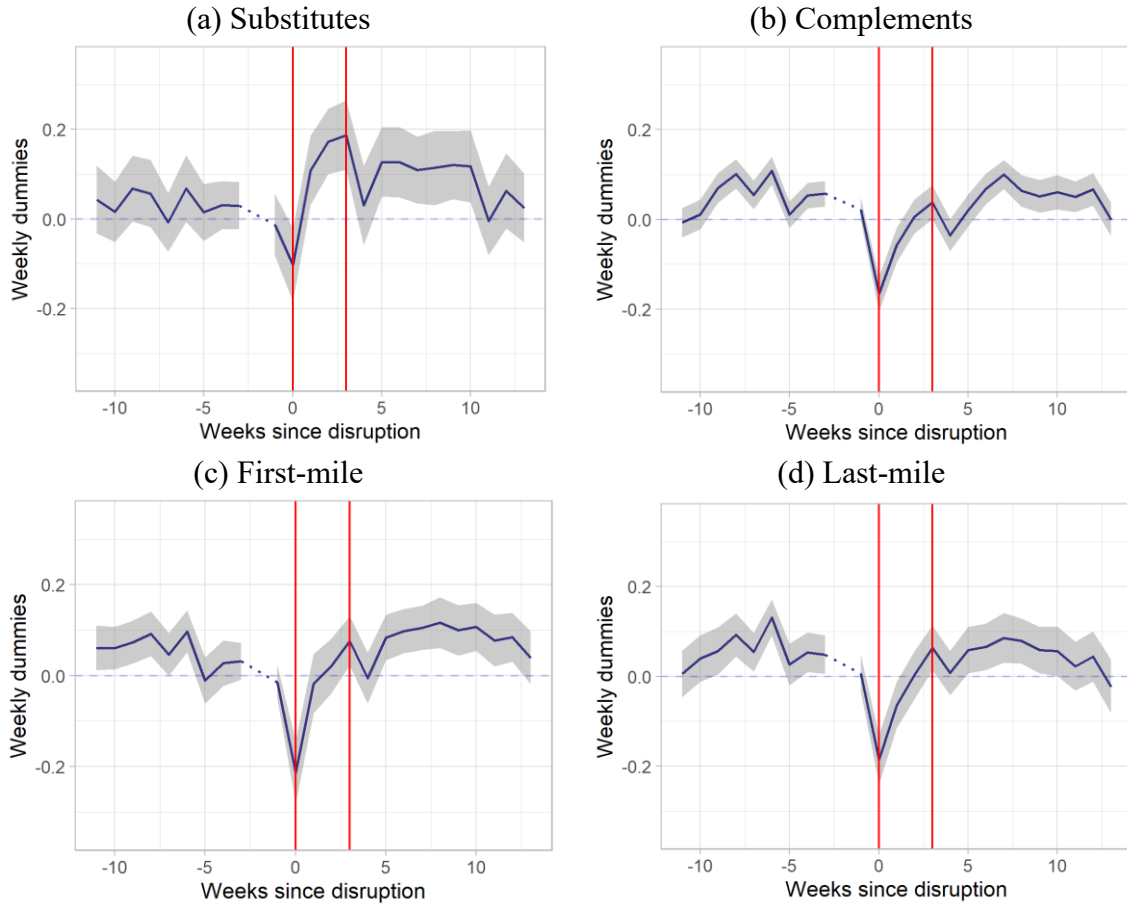 (a) Substitutes
(b) Complements
Weekly dummies
0.2
0.0
-0.2
-10
-5
0
5
10
Weeks since disruption
Weekly dummies
0.2
0.0
-0.2
-10
-5
0
5
10
Weeks since disruption
(c) First-mile
(d) Last-mile
Weekly dummies
0.2
0.0
-0.2
-10
-5
0
5
10
Weeks since disruption
Weekly dummies
0.2
0.0
-0.2
-10
-5
0
5
10
Weeks since disruption